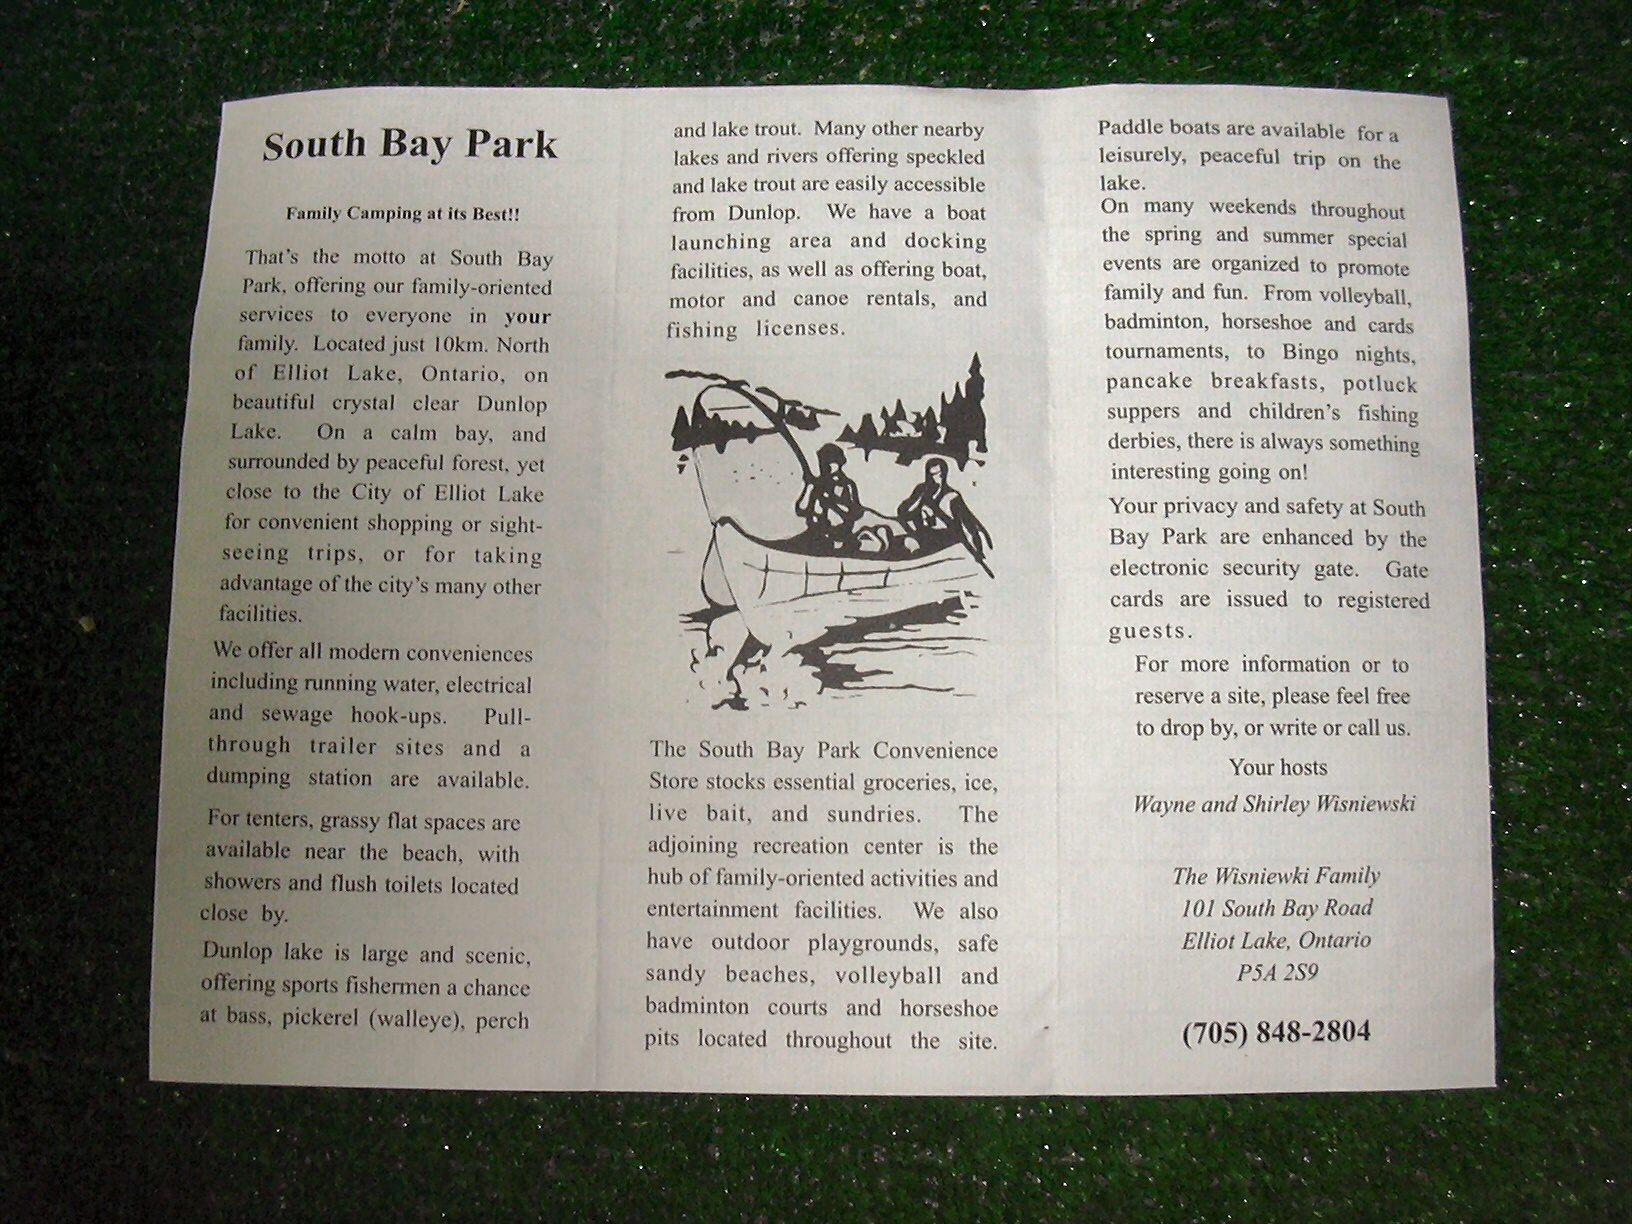 South Bay Park
Family Camping at its Best!!
That's the motto at South Bay
Park, offering our family-oriented
services to everyone in your
family. Located just 10km. North
of Elliot Lake, Ontario, on
beautiful crystal clear Dunlop
Lake. On a calm bay, and
surrounded by peaceful forest, yet
close to the City of Elliot Lake
for convenient shopping or sight-
seeing trips, or for taking
advantage of the city's many other
facilities.
We offer all modern conveniences
including running water, electrical
and sewage hook-ups. Pull-
through trailer sites and a
dumping station are available.
For tenters, grassy flat spaces are
available near the beach, with
showers and flush toilets located
close by.
Dunlop lake is large and scenic,
offering sports fishermen a chance
at bass, pickerel (walleye), perch
and lake trout. Many other nearby
lakes and rivers offering speckled
and lake trout are easily accessible
from Dunlop. We have a boat
launching area and docking
facilities, as well as offering boat,
motor and canoe rentals, and
fishing licenses.
The South Bay Park Convenience
Store stocks essential groceries, ice,
live bait, and sundries. The
adjoining recreation center is the
hub of family-oriented activities and
entertainment facilities. We also
have outdoor playgrounds, safe
sandy beaches, volleyball and
badminton courts and horseshoe
pits located throughout the site.
Paddle boats are available for a
leisurely, peaceful trip on the
lake.
On many weekends throughout
the spring and summer special
events are organized to promote
family and fun. From volleyball,
badminton, horseshoe and cards
tournaments, to Bingo nights,
pancake breakfasts, potluck
suppers and children's fishing
derbies, there is always something
interesting going on!
Your privacy and safety at South
Bay Park are enhanced by the
electronic security gate. Gate
cards are issued to registered
guests.
For more information or to
reserve a site, please feel free
to drop by, or write or call us.
Your hosts
Wayne and Shirley Wisniewski
The Wisniewki Family
101 South Bay Road
Elliot Lake, Ontario
P5A 2S9
(705) 848-2804